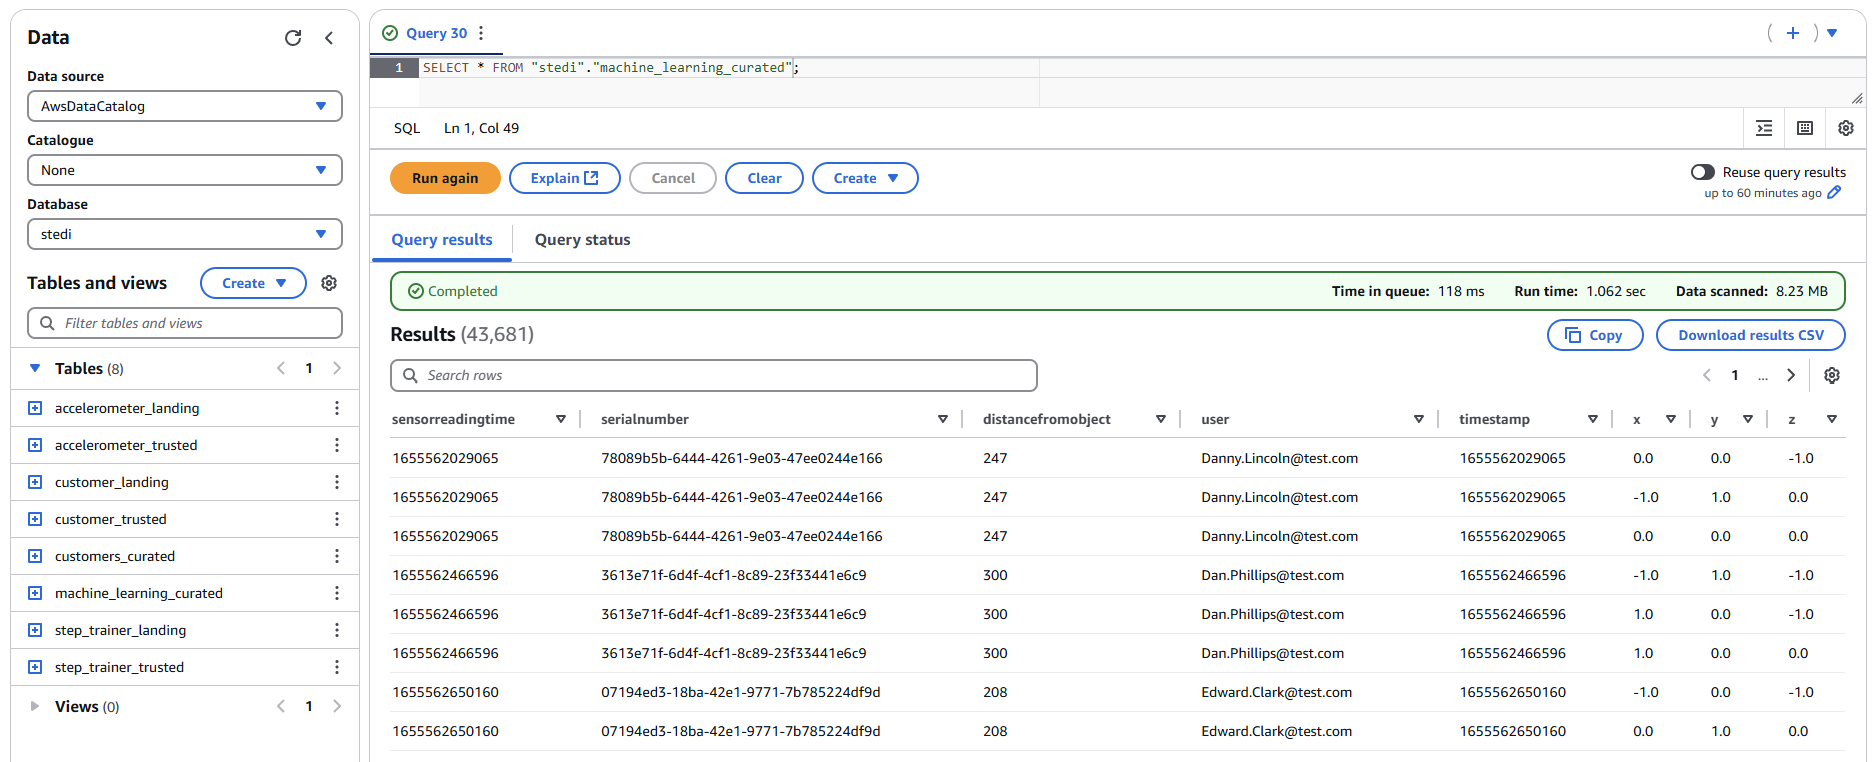 Data
Data source
AwsDataCatalog
Catalogue
None
Database
stedi
Tables and views
Create
Filter tables and views
Tables (8)
1
accelerometer_landing
accelerometer_trusted
customer_landing
customer_trusted
customers_curated
machine_learning_curated
step_trainer_landing
step_trainer_trusted
Views (0)
1
Query 30
1 SELECT * FROM "stedi"."machine_learning_curated";
SQL Ln 1, Col 49
Run again Explain Cancel Clear Create
Reuse query results
up to 60 minutes ago
Query results Query status
Completed Time in queue: 118 ms Run time: 1.062 sec Data scanned: 8.23 MB
Results (43,681) Copy Download results CSV
Search rows 1 ...
sensorreadingtime serialnumber distancefromobject user timestamp x y z
1655562029065 78089b5b-6444-4261-9e03-47ee0244e166 247 Danny.Lincoln@test.com 1655562029065 0.0 0.0 -1.0
1655562029065 78089b5b-6444-4261-9e03-47ee0244e166 247 Danny.Lincoln@test.com 1655562029065 -1.0 1.0 0.0
1655562029065 78089b5b-6444-4261-9e03-47ee0244e166 247 Danny.Lincoln@test.com 1655562029065 0.0 0.0 0.0
1655562466596 3613e71f-6d4f-4cf1-8c89-23f33441e6c9 300 Dan.Phillips@test.com 1655562466596 -1.0 1.0 -1.0
1655562466596 3613e71f-6d4f-4cf1-8c89-23f33441e6c9 300 Dan.Phillips@test.com 1655562466596 1.0 0.0 -1.0
1655562466596 3613e71f-6d4f-4cf1-8c89-23f33441e6c9 300 Dan.Phillips@test.com 1655562466596 1.0 0.0 0.0
1655562650160 07194ed3-18ba-42e1-9771-7b785224df9d 208 Edward.Clark@test.com 1655562650160 -1.0 0.0 -1.0
1655562650160 07194ed3-18ba-42e1-9771-7b785224df9d 208 Edward.Clark@test.com 1655562650160 0.0 1.0 0.0